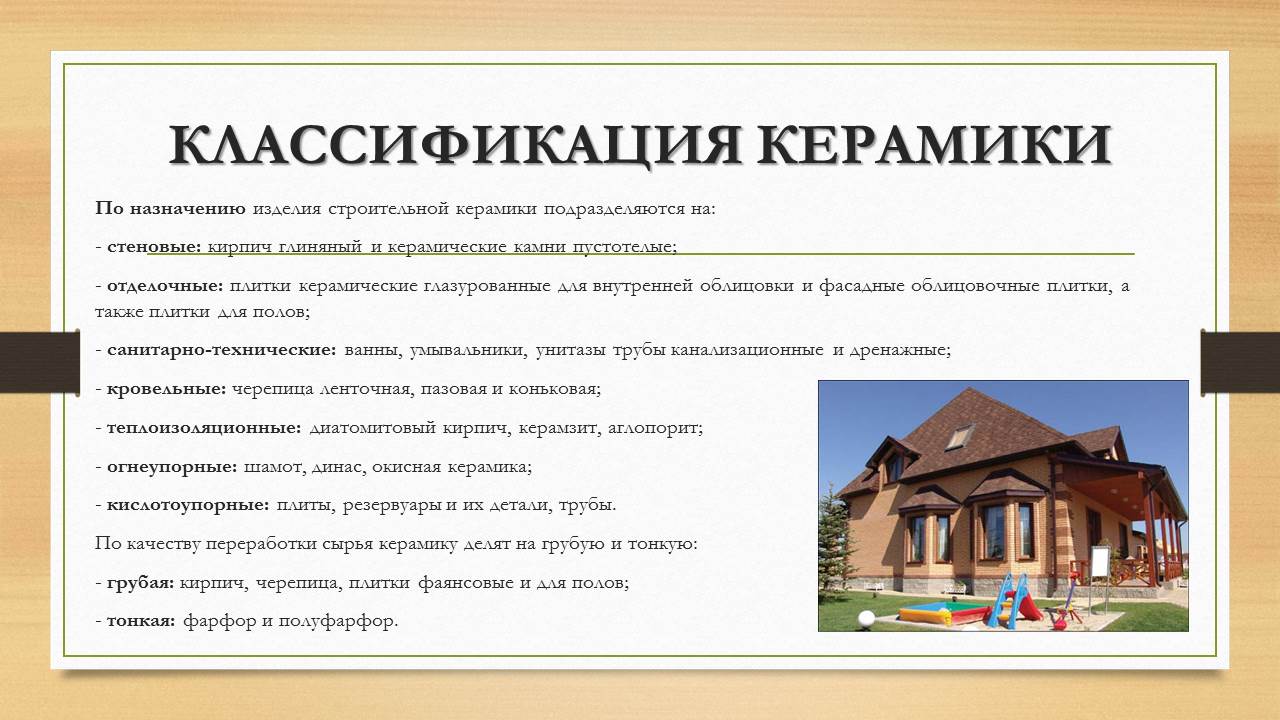 КЛАССИФИКАЦИЯ КЕРАМИКИ
По назначению изделия строительной керамики подразделяются на:
- стеновые: кирпич глиняный и керамические камни пустотелые;
- отделочные: плитки керамические глазурованные для внутренней облицовки и фасадные облицовочные плитки, а
также плитки для полов;
- санитарно-технические: ванны, умывальники, унитазы трубы канализационные и дренажные;
- кровельные: черепица ленточная, пазовая и коньковая;
- теплоизоляционные: диатомитовый кирпич, керамзит, аглопорит;
- огнеупорные: шамот, динас, окисная керамика;
- кислотоупорные: плиты, резервуары и их детали, трубы.
По качеству переработки сырья керамику делят на грубую и тонкую:
- грубая: кирпич, черепица, плитки фаянсовые и для полов;
- тонкая: фарфор и полуфарфор.